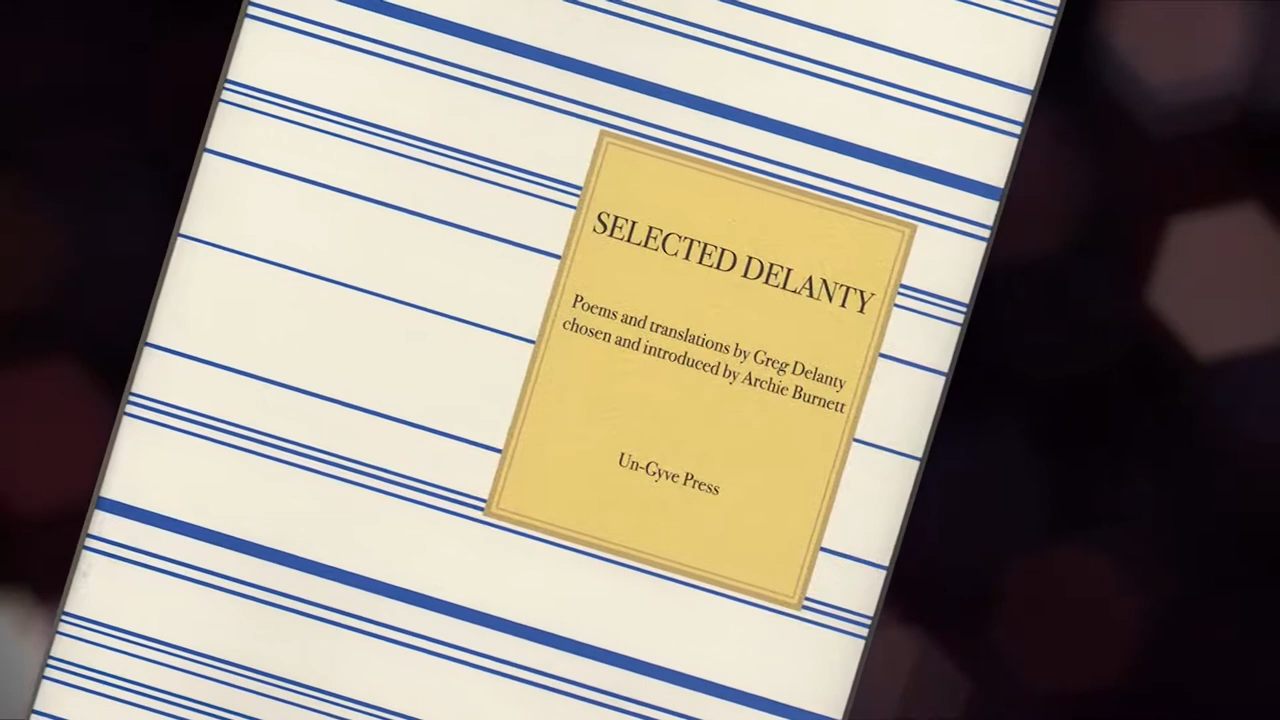 SELECTED DELANTY
Poems and translations by Greg Delanty
chosen and introduced by Archie Burnett
Un-Gyve Press